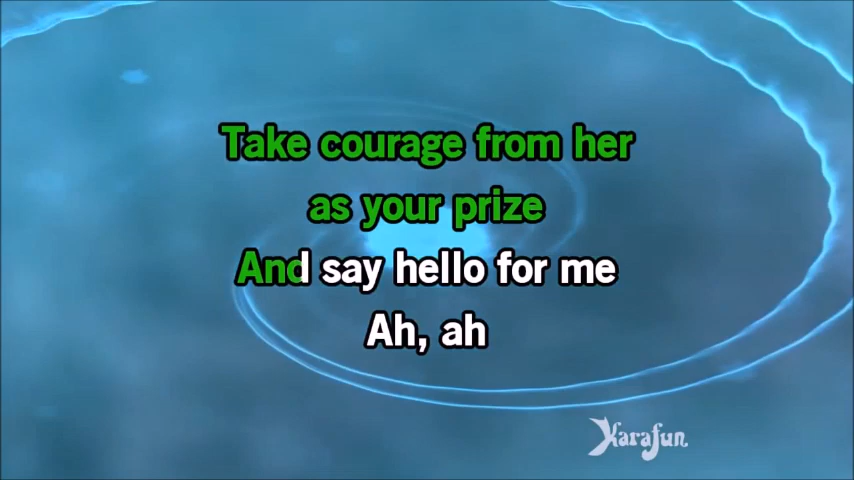 Take courage from her
as your prize
And say hello for me
Ah, ah
Karafun